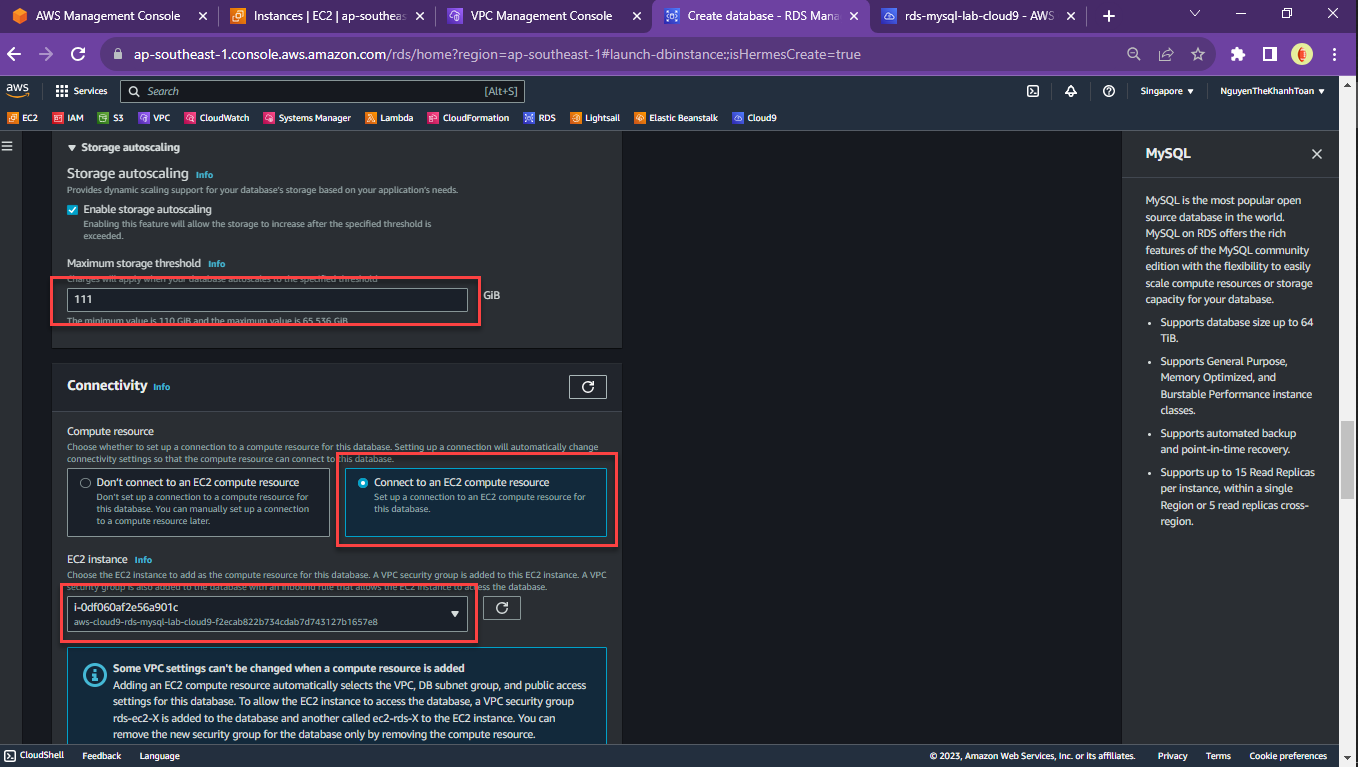 AWS Management Console
Instances | EC2 | ap-southeas
VPC Management Console
Create database - RDS Mana
rds-mysql-lab-cloud9 - AWS
ap-southeast-1.console.aws.amazon.com/rds/home?region=ap-southeast-1#launch-dbinstance:;isHermesCreate=true
aws
Services
Search
[Alt+S]
Singapore
NguyenTheKhanhToan
EC2
IAM
S3
VPC
CloudWatch
Systems Manager
Lambda
CloudFormation
RDS
Lightsail
Elastic Beanstalk
Cloud9
Storage autoscaling
Storage autoscaling Info
Provides dynamic scaling support for your database's storage based on your application's needs.
Enable storage autoscaling
Enabling this feature will allow the storage to increase after the specified threshold is
exceeded.
Maximum storage threshold Info
Charges will apply when your database autoscales to the specified threshold
111
GiB
The minimum value is 110 GiB and the maximum value is 65,536 GiB
Connectivity Info
Compute resource
Choose whether to set up a connection to a compute resource for this database. Setting up a connection will automatically change
connectivity settings so that the compute resource can connect to this database.
Don't connect to an EC2 compute resource
Don't set up a connection to a compute resource for
this database. You can manually set up a connection
to a compute resource later.
Connect to an EC2 compute resource
Set up a connection to an EC2 compute resource for
this database.
EC2 instance Info
Choose the EC2 instance to add as the compute resource for this database. A VPC security group is added to this EC2 instance. A VPC
security group is also added to the database with an inbound rule that allows the EC2 instance to access the database.
i-0df060af2e56a901c
aws-cloud9-rds-mysql-lab-cloud9-f2ecab822b734cdab7d743127b1657e8
Some VPC settings can't be changed when a compute resource is added
Adding an EC2 compute resource automatically selects the VPC, DB subnet group, and public access
settings for this database. To allow the EC2 instance to access the database, a VPC security group
rds-ec2-X is added to the database and another called ec2-rds-X to the EC2 instance. You can
remove the new security group for the database only by removing the compute resource.
MySQL
MySQL is the most popular open
source database in the world.
MySQL on RDS offers the rich
features of the MySQL community
edition with the flexibility to easily
scale compute resources or storage
capacity for your database.
• Supports database size up to 64
TiB.
• Supports General Purpose,
Memory Optimized, and
Burstable Performance instance
classes.
• Supports automated backup
and point-in-time recovery.
• Supports up to 15 Read Replicas
per instance, within a single
Region or 5 read replicas cross-
region.
CloudShell
Feedback
Language
© 2023, Amazon Web Services, Inc. or its affiliates.
Privacy
Terms
Cookie preferences